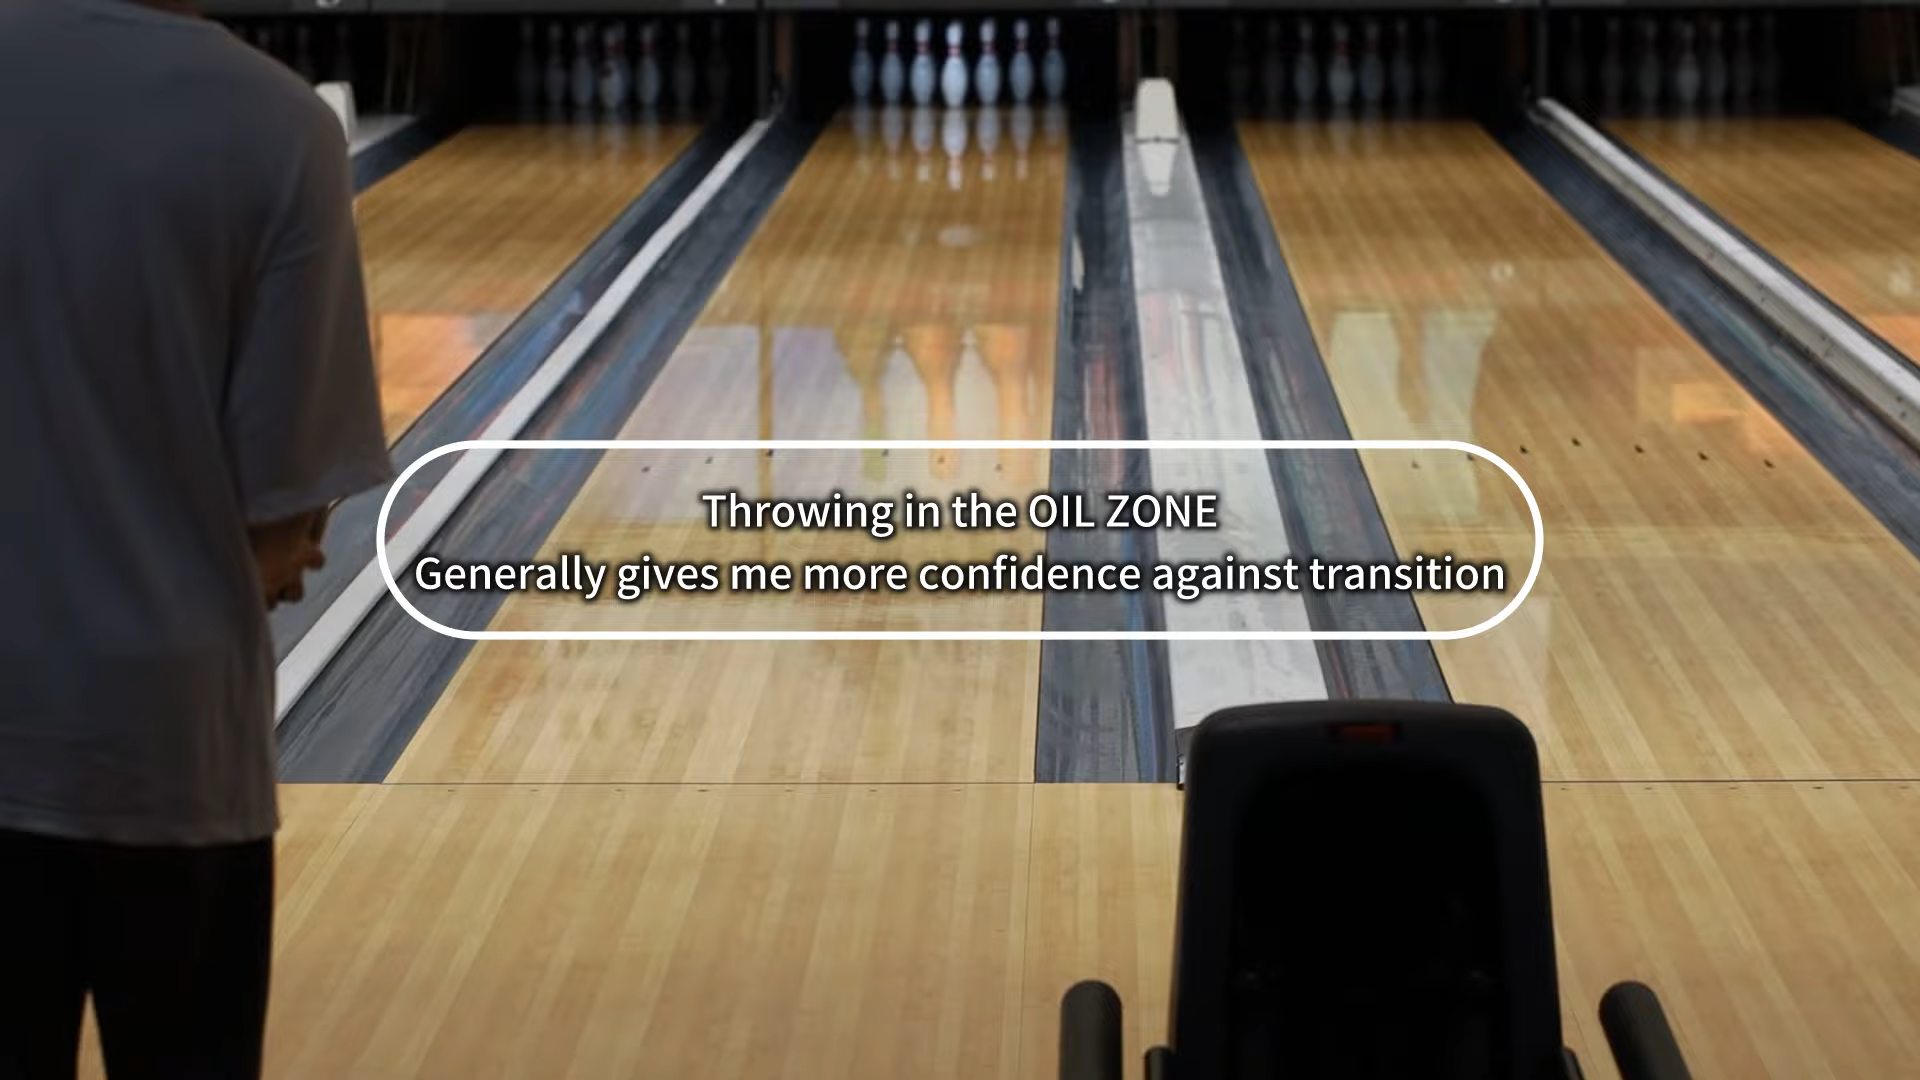 Throwing in the OIL ZONE
Generally gives me more confidence against transition